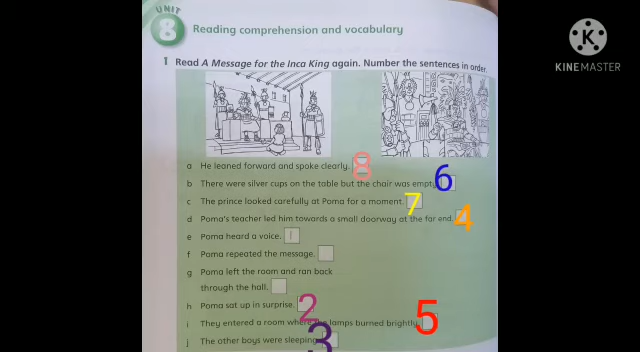 UNIT
8
Reading comprehension and vocabulary
KINEMASTER
1 Read A Message for the Inca King again. Number the sentences in order.
a He leaned forward and spoke clearly. 8
b There were silver cups on the table but the chair was empty. 6
c The prince looked carefully at Poma for a moment. 7
d Poma's teacher led him towards a small doorway at the far end. 4
e Poma heard a voice. 1
f Poma repeated the message.
g Poma left the room and ran back
through the hall.
h Poma sat up in surprise. 2
i They entered a room where the lamps burned brightly. 5
j The other boys were sleeping. 3